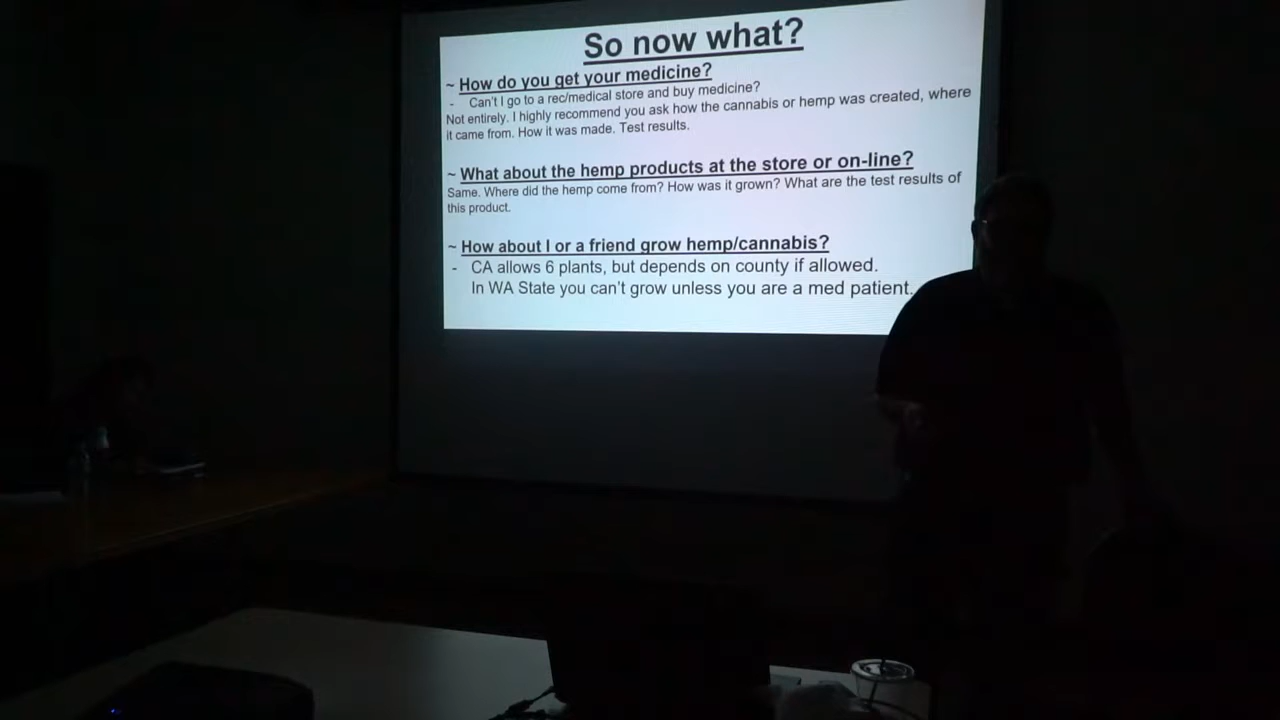 So now what?
~ How do you get your medicine?
- Can't I go to a rec/medical store and buy medicine?
Not entirely. I highly recommend you ask how the cannabis or hemp was created, where
it came from. How it was made. Test results.
~ What about the hemp products at the store or on-line?
Same. Where did the hemp come from? How was it grown? What are the test results of
this product.
~ How about I or a friend grow hemp/cannabis?
- CA allows 6 plants, but depends on county if allowed.
In WA State you can't grow unless you are a med patient.